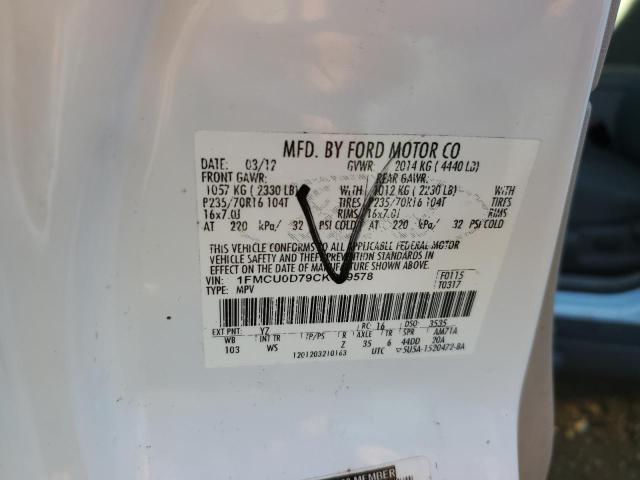 MFD. BY FORD MOTOR CO
DATE: 03/12 GVWR: 2014 KG ( 4440 LB)
FRONT GAWR: REAR GAWR:
1057 KG ( 2330 LB) WITH 1012 KG ( 2230 LB) WITH
P235/70R16 104T TIRES P235/70R16 104T TIRES
16x7.0J RIMS 16x7.0J RIMS
AT 220 kPa/ 32 PSI COLD AT 220 kPa/ 32 PSI COLD
THIS VEHICLE CONFORMS TO ALL APPLICABLE FEDERAL MOTOR
VEHICLE SAFETY AND THEFT PREVENTION STANDARDS IN
EFFECT ON THE DATE OF MANUFACTURE SHOWN ABOVE.
VIN: F0115
TYPE: MPV T0317
EXT PNT: YZ RC: 16 DSO: 3535
WB INT TR TP/PS R AXLE TR SPR AM71A
103 WS Z 35 6 44DD 20A
1201203210163 UTC ▽5U5A-1520472-BA
MEMBER